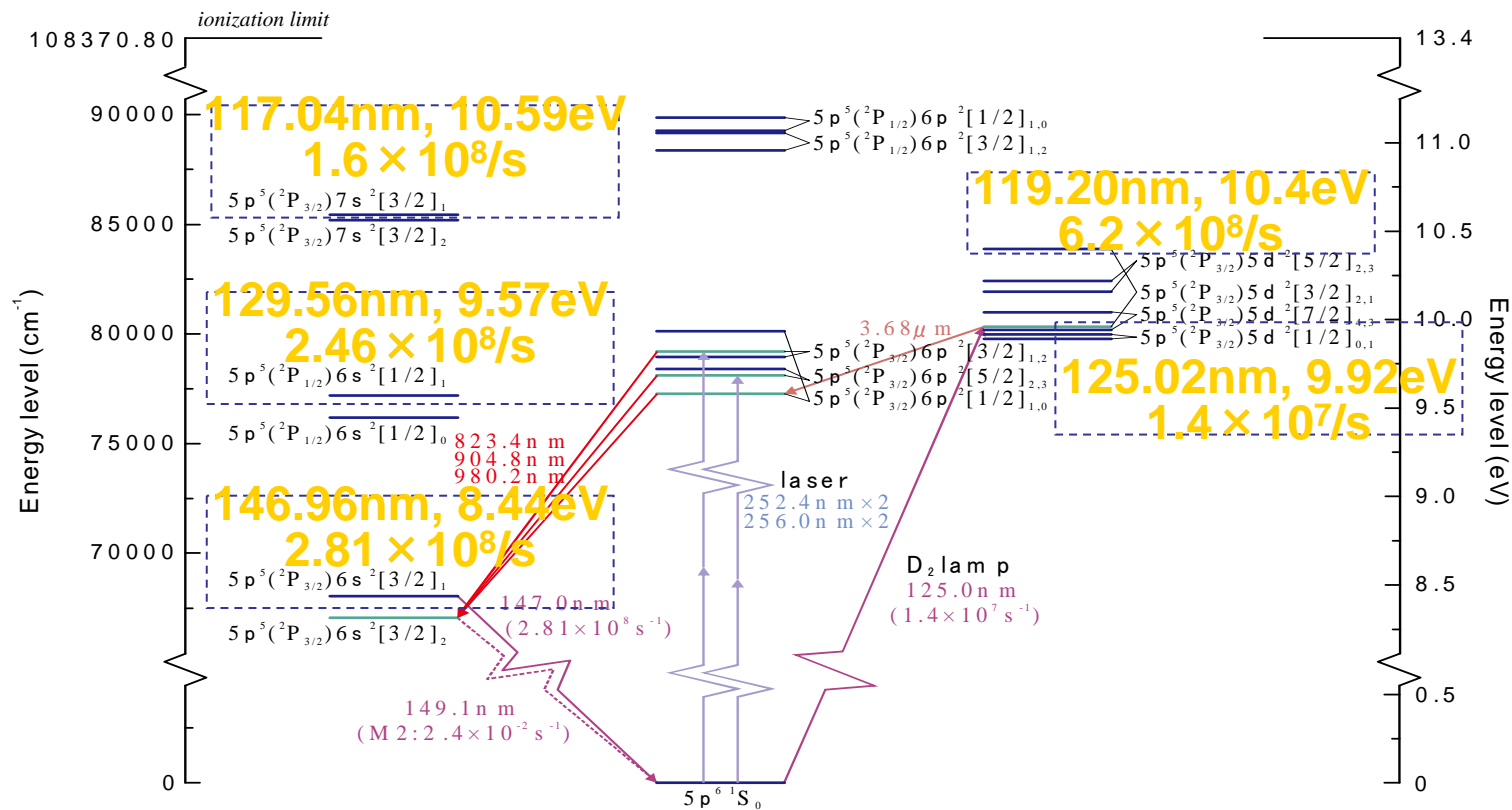 ionization limit
108370.80
13.4
90000
117.04nm, 10.59eV
1.6×10⁸/s
5p⁵(²P₁/₂)6p ²[1/2]₁,₀
5p⁵(²P₁/₂)6p ²[3/2]₁,₂
11.0
5p⁵(²P₃/₂)7s ²[3/2]₁
5p⁵(²P₃/₂)7s ²[3/2]₂
85000
119.20nm, 10.4eV
6.2×10⁸/s
10.5
5p⁵(²P₃/₂)5d ²[5/2]₂,₃
5p⁵(²P₃/₂)5d ²[3/2]₂,₁
5p⁵(²P₃/₂)5d ²[7/2]₄,₃
5p⁵(²P₃/₂)5d ²[1/2]₀,₁
10.0
129.56nm, 9.57eV
2.46×10⁸/s
80000
3.68μm
5p⁵(²P₃/₂)6p ²[3/2]₁,₂
5p⁵(²P₃/₂)6p ²[5/2]₂,₃
5p⁵(²P₃/₂)6p ²[1/2]₁,₀
125.02nm, 9.92eV
1.4×10⁷/s
9.5
5p⁵(²P₁/₂)6s ²[1/2]₁
5p⁵(²P₁/₂)6s ²[1/2]₀
75000
823.4nm
904.8nm
980.2nm
laser
252.4nm×2
256.0nm×2
9.0
Energy level (cm⁻¹)
Energy level (eV)
146.96nm, 8.44eV
2.81×10⁸/s
70000
5p⁵(²P₃/₂)6s ²[3/2]₁
5p⁵(²P₃/₂)6s ²[3/2]₂
147.0nm
(2.81×10⁸s⁻¹)
D₂lamp
125.0nm
(1.4×10⁷s⁻¹)
8.5
149.1nm
(M2:2.4×10⁻²s⁻¹)
0.5
0
5p⁶ ¹S₀
0